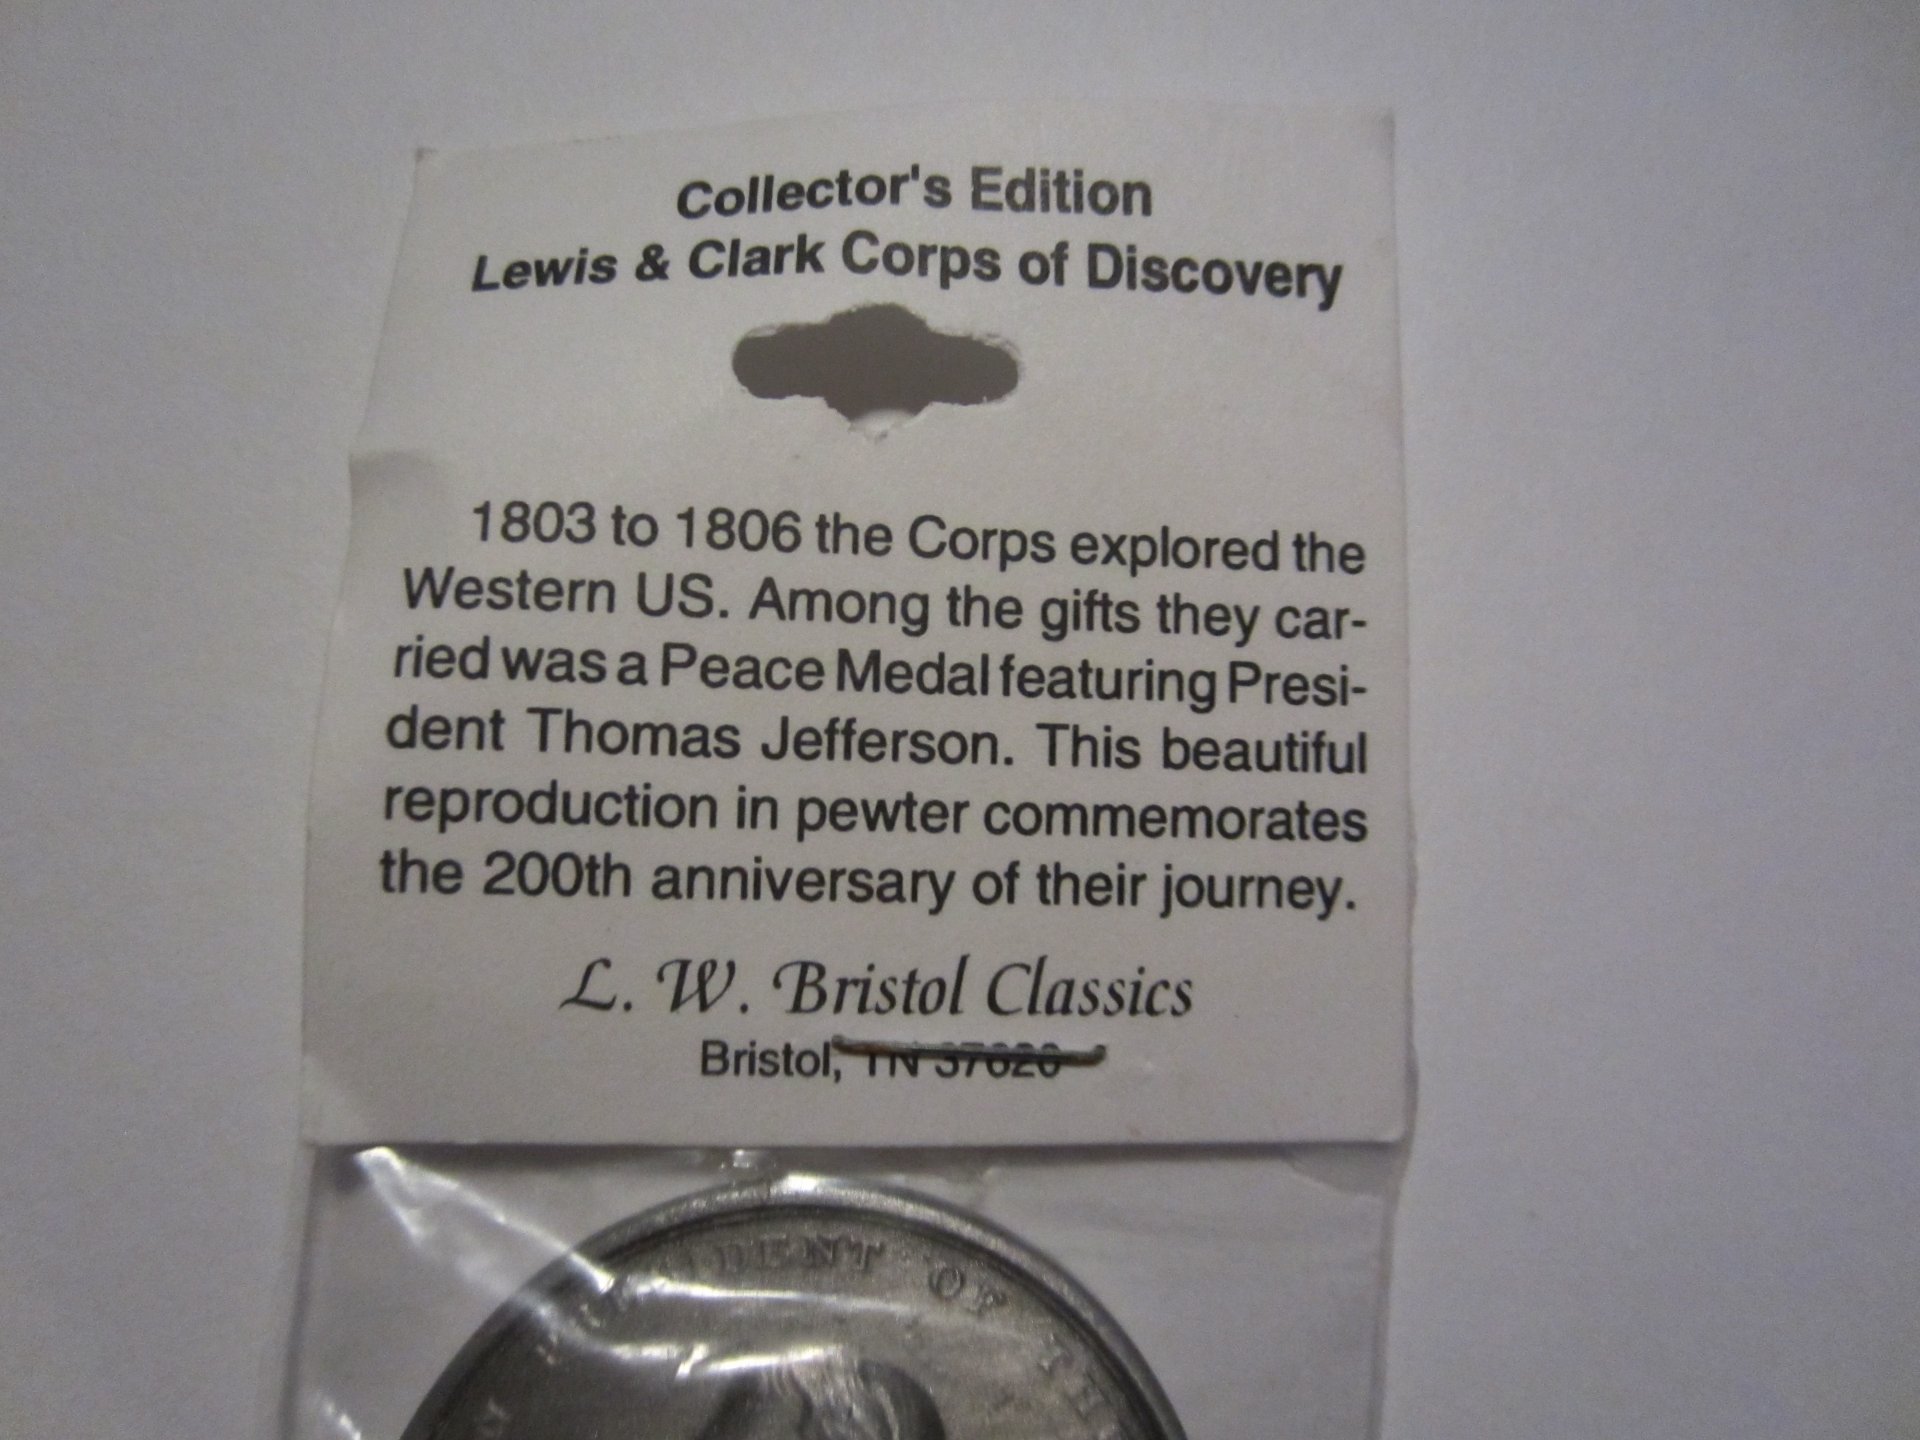 Collector's Edition
Lewis & Clark Corps of Discovery
1803 to 1806 the Corps explored the
Western US. Among the gifts they car-
ried was a Peace Medal featuring Presi-
dent Thomas Jefferson. This beautiful
reproduction in pewter commemorates
the 200th anniversary of their journey.
L. W. Bristol Classics
Bristol, TN 37620
OF